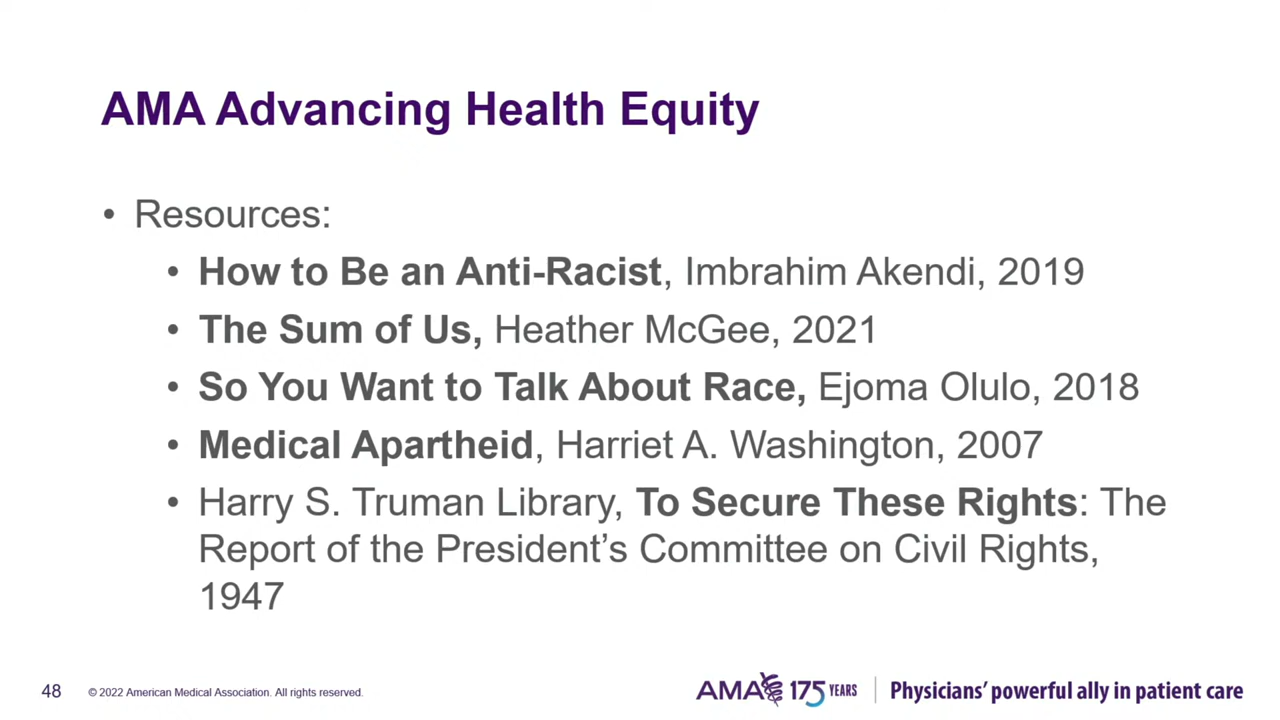 AMA Advancing Health Equity
• Resources:
• How to Be an Anti-Racist, Imbrahim Akendi, 2019
• The Sum of Us, Heather McGee, 2021
• So You Want to Talk About Race, Ejoma Olulo, 2018
• Medical Apartheid, Harriet A. Washington, 2007
• Harry S. Truman Library, To Secure These Rights: The
Report of the President’s Committee on Civil Rights,
1947
48 © 2022 American Medical Association. All rights reserved.
AMA 175 YEARS Physicians’ powerful ally in patient care